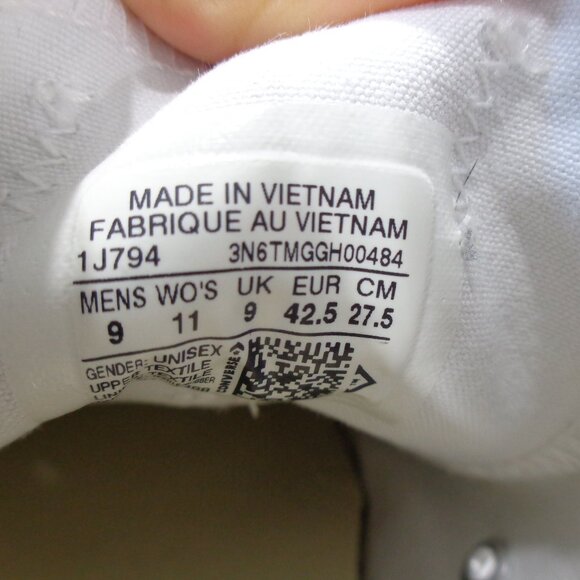 MADE IN VIETNAM
FABRIQUE AU VIETNAM
1J794 3N6TMGGH00484
MENS WO'S UK EUR CM
9 11 9 42.5 27.5
GENDER: UNISEX
UPPER: TEXTILE
CONVERSE